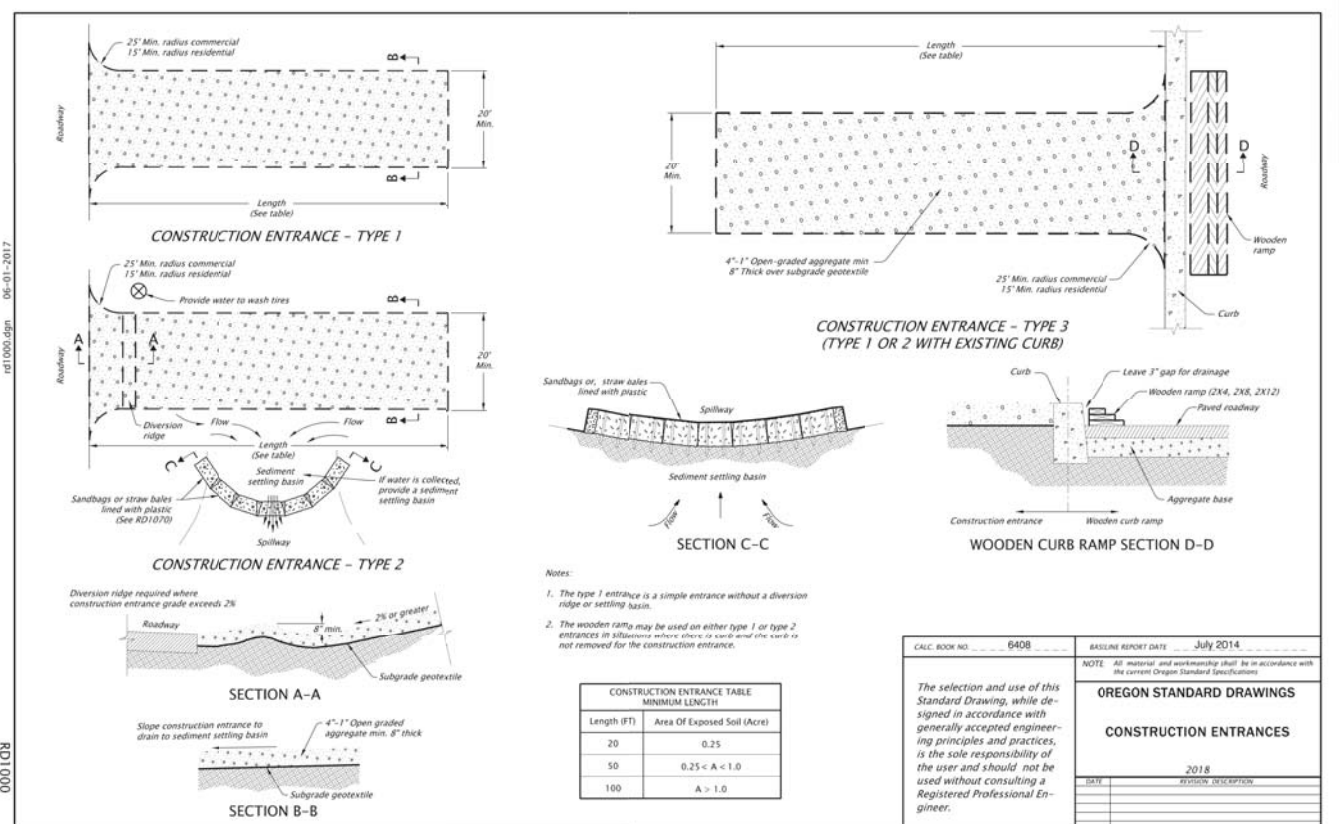 25' Min. radius commercial
15' Min. radius residential
B
Roadway
20'
Min.
B
Length
(See table)
CONSTRUCTION ENTRANCE – TYPE 1
25' Min. radius commercial
15' Min. radius residential
Provide water to wash tires
B
A
A
Roadway
20'
Min.
Diversion
ridge
Flow
Flow
B
Length
(See table)
C
C
Sediment
settling basin
If water is collected,
provide a sediment
settling basin
Sandbags or straw bales
lined with plastic
(See RD1070)
Spillway
CONSTRUCTION ENTRANCE – TYPE 2
Diversion ridge required where
construction entrance grade exceeds 2%
Roadway
8" min.
2% or greater
Subgrade geotextile
SECTION A–A
Slope construction entrance to
drain to sediment settling basin
4"–1" Open graded
aggregate min. 8" thick
Subgrade geotextile
SECTION B–B
Length
(See table)
20'
Min.
D
D
Roadway
Wooden
ramp
4"–1" Open-graded aggregate min
8" Thick over subgrade geotextile
25' Min. radius commercial
15' Min. radius residential
Curb
CONSTRUCTION ENTRANCE – TYPE 3
(TYPE 1 OR 2 WITH EXISTING CURB)
Sandbags or, straw bales
lined with plastic
Spillway
Sediment settling basin
Flow
Flow
SECTION C–C
Curb
Leave 3" gap for drainage
Wooden ramp (2X4, 2X8, 2X12)
Paved roadway
Aggregate base
Construction entrance
Wooden curb ramp
WOODEN CURB RAMP SECTION D–D
Notes:
1. The type 1 entrance is a simple entrance without a diversion
ridge or settling basin.
2. The wooden ramp may be used on either type 1 or type 2
entrances in situations where there is curb and the curb is
not removed for the construction entrance.
CONSTRUCTION ENTRANCE TABLE
MINIMUM LENGTH
Length (FT) Area Of Exposed Soil (Acre)
20 0.25
50 0.25 < A < 1.0
100 A > 1.0
CALC. BOOK NO. 6408
BASELINE REPORT DATE July 2014
NOTE All material and workmanship shall be in accordance with
the current Oregon Standard Specifications
The selection and use of this
Standard Drawing, while de-
signed in accordance with
generally accepted engineer-
ing principles and practices,
is the sole responsibility of
the user and should not be
used without consulting a
Registered Professional En-
gineer.
OREGON STANDARD DRAWINGS
CONSTRUCTION ENTRANCES
2018
DATE REVISION DESCRIPTION
rd1000.dgn 06-01-2017
RD1000